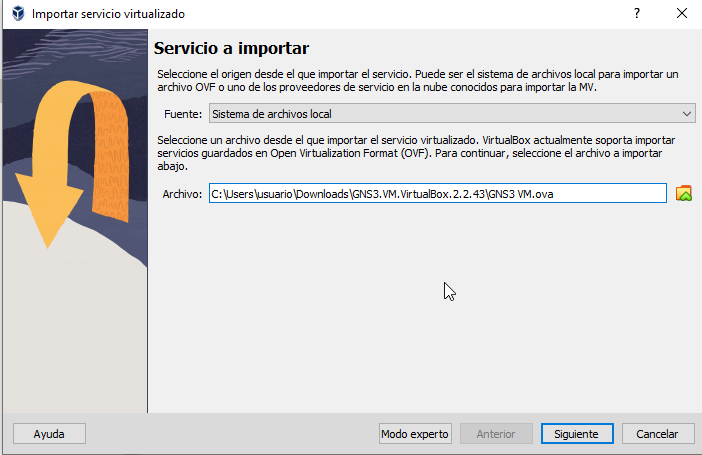 Importar servicio virtualizado
?
Servicio a importar
Seleccione el origen desde el que importar el servicio. Puede ser el sistema de archivos local para importar un
archivo OVF o uno de los proveedores de servicio en la nube conocidos para importar la MV.
Fuente: Sistema de archivos local
Seleccione un archivo desde el que importar el servicio virtualizado. VirtualBox actualmente soporta importar
servicios guardados en Open Virtualization Format (OVF). Para continuar, seleccione el archivo a importar
abajo.
Archivo: C:\Users\usuario\Downloads\GNS3.VM.VirtualBox.2.2.43\GNS3 VM.ova
Ayuda Modo experto Anterior Siguiente Cancelar